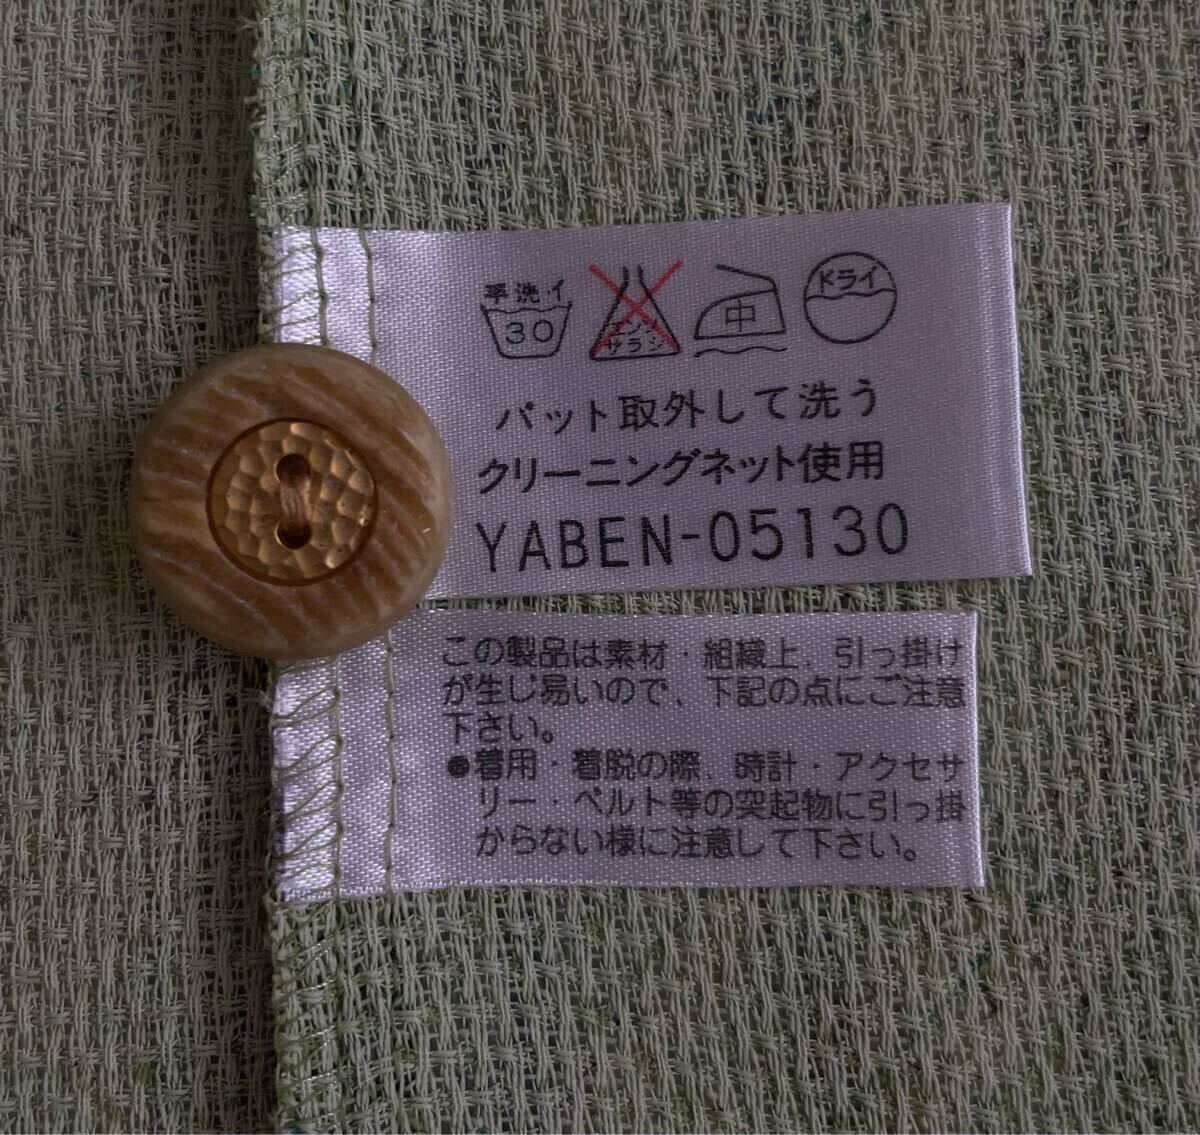 手洗イ
30
エンソ
サラシ
中
Kライ
パット取外して洗う
クリーニングネット使用
YABEN-05130
この製品は素材・組織上、引っ掛け
が生じ易いので、下記の点にご注意
下さい。
●着用・着脱の際、時計・アクセサ
リー・ベルト等の突起物に引っ掛
からない様に注意して下さい。